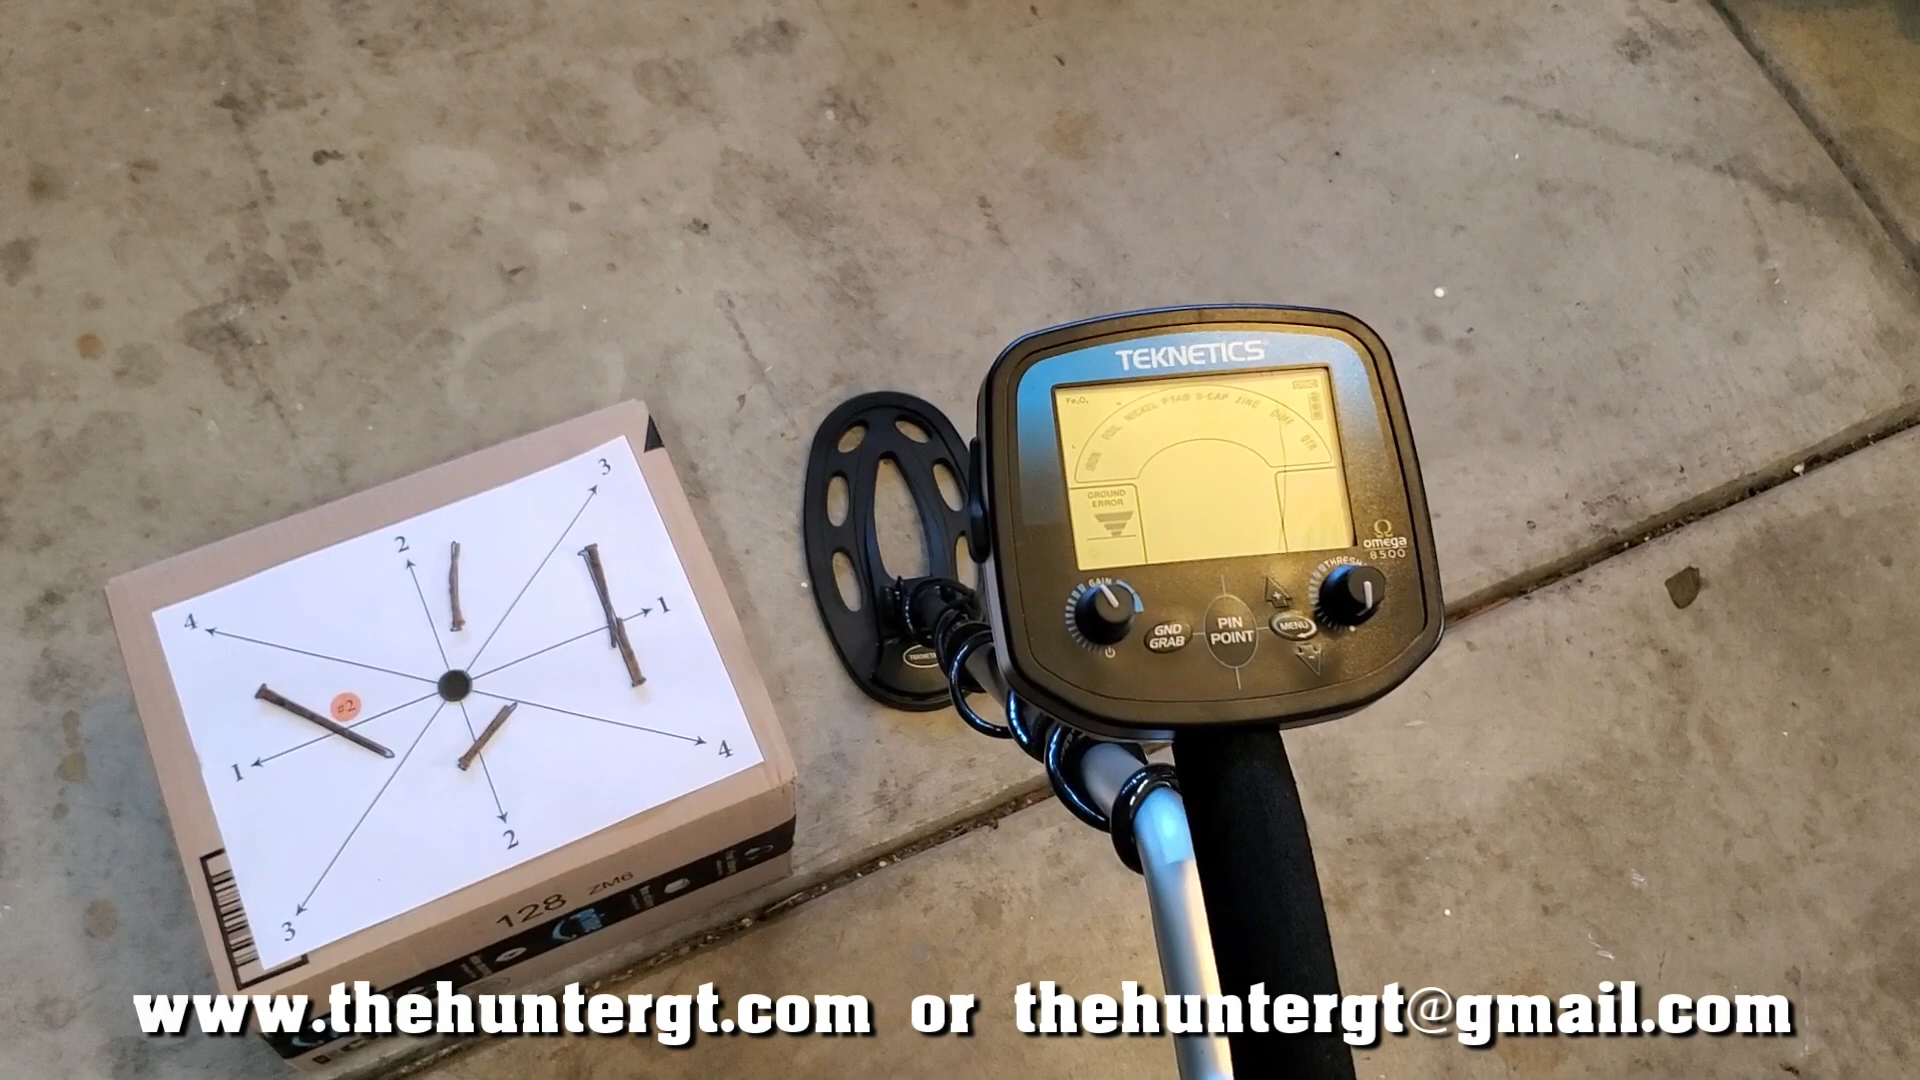 TEKNETICS
Fe₃O₄
IRON FOIL NICKEL P-TAB S-CAP ZINC DIME QTR
GROUND
ERROR
Ω
omega
8500
GAIN
THRESH
GND
GRAB
PIN
POINT
MENU
TEKNETICS
3
2
1
4
#2
1
4
2
3
128 ZM6
www.thehuntergt.com or thehuntergt@gmail.com